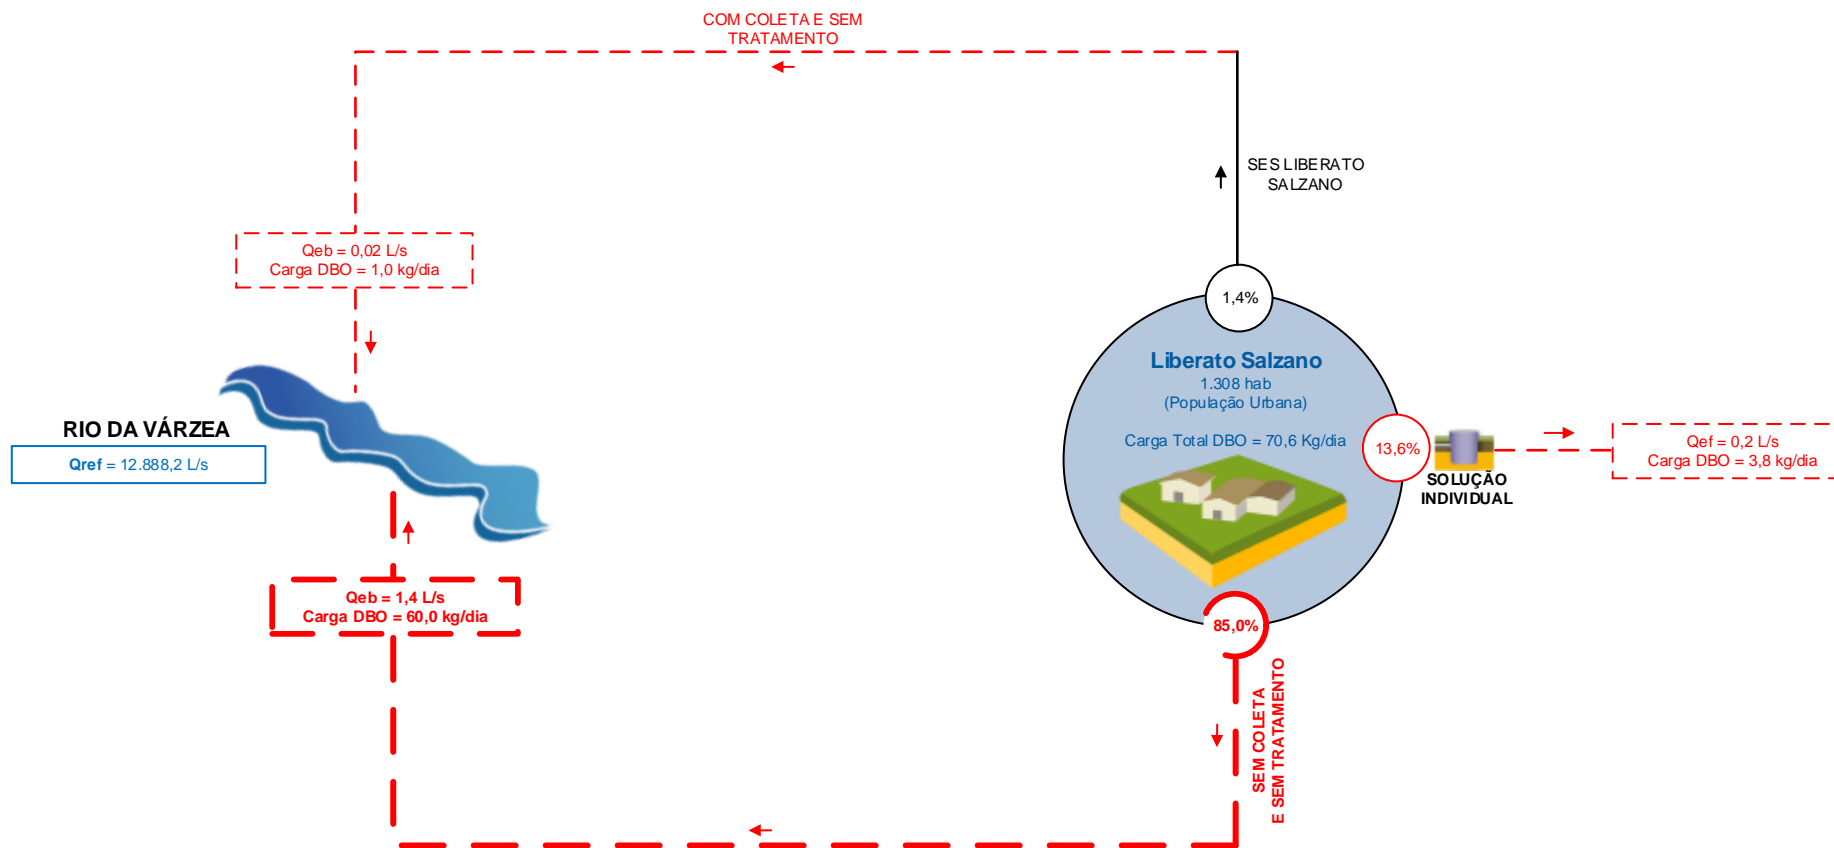 COM COLETA E SEM
TRATAMENTO
SES LIBERATO
SALZANO
Qeb = 0,02 L/s
Carga DBO = 1,0 kg/dia
1,4%
Liberato Salzano
1.308 hab
(População Urbana)
Carga Total DBO = 70,6 Kg/dia
RIO DA VÁRZEA
Qref = 12.888,2 L/s
13,6%
SOLUÇÃO
INDIVIDUAL
Qef = 0,2 L/s
Carga DBO = 3,8 kg/dia
Qeb = 1,4 L/s
Carga DBO = 60,0 kg/dia
85,0%
SEM COLETA
E SEM TRATAMENTO